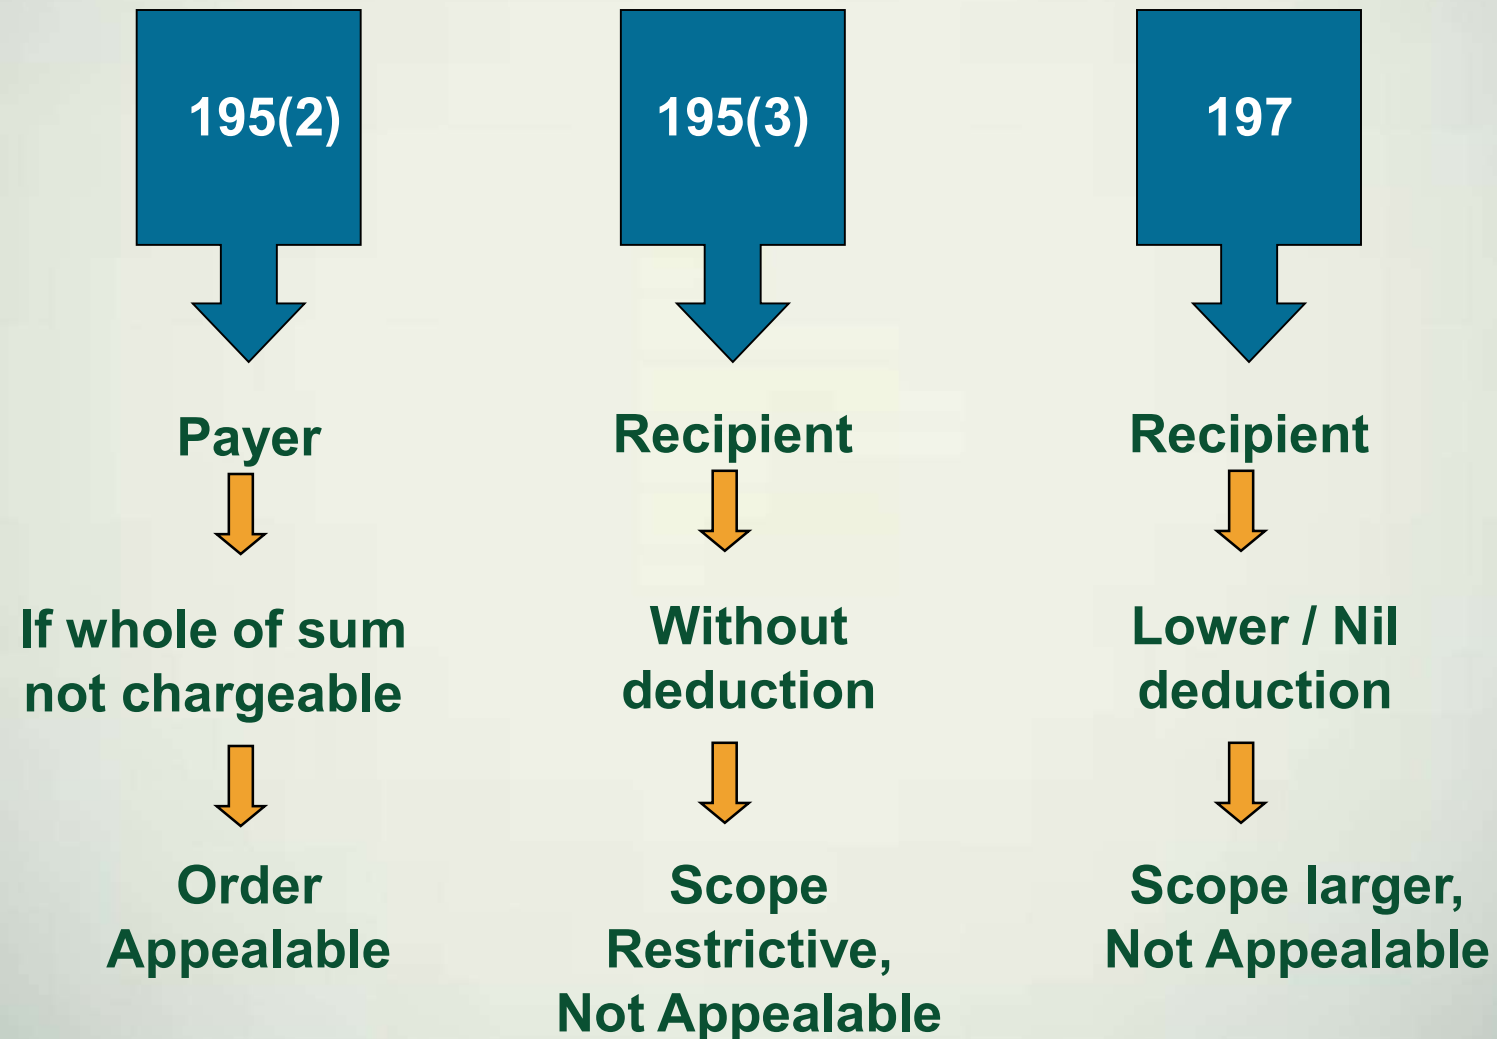 195(2)
Payer
If whole of sum
not chargeable
Order
Appealable
195(3)
Recipient
Without
deduction
Scope
Restrictive,
Not Appealable
197
Recipient
Lower / Nil
deduction
Scope larger,
Not Appealable